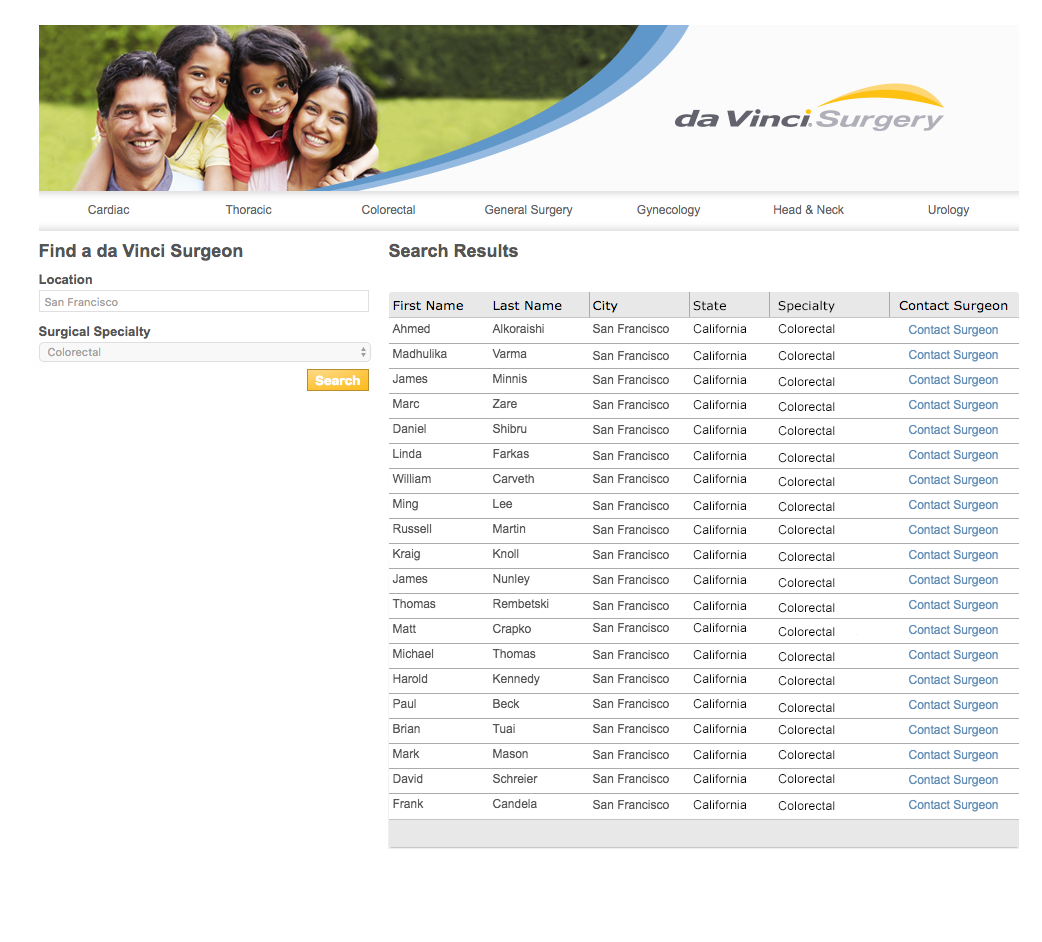 da Vinci.Surgery
Cardiac Thoracic Colorectal General Surgery Gynecology Head & Neck Urology
Find a da Vinci Surgeon
Location
San Francisco
Surgical Specialty
Colorectal
Search
Search Results
First Name Last Name City State Specialty Contact Surgeon
Ahmed Alkoraishi San Francisco California Colorectal Contact Surgeon
Madhulika Varma San Francisco California Colorectal Contact Surgeon
James Minnis San Francisco California Colorectal Contact Surgeon
Marc Zare San Francisco California Colorectal Contact Surgeon
Daniel Shibru San Francisco California Colorectal Contact Surgeon
Linda Farkas San Francisco California Colorectal Contact Surgeon
William Carveth San Francisco California Colorectal Contact Surgeon
Ming Lee San Francisco California Colorectal Contact Surgeon
Russell Martin San Francisco California Colorectal Contact Surgeon
Kraig Knoll San Francisco California Colorectal Contact Surgeon
James Nunley San Francisco California Colorectal Contact Surgeon
Thomas Rembetski San Francisco California Colorectal Contact Surgeon
Matt Crapko San Francisco California Colorectal Contact Surgeon
Michael Thomas San Francisco California Colorectal Contact Surgeon
Harold Kennedy San Francisco California Colorectal Contact Surgeon
Paul Beck San Francisco California Colorectal Contact Surgeon
Brian Tuai San Francisco California Colorectal Contact Surgeon
Mark Mason San Francisco California Colorectal Contact Surgeon
David Schreier San Francisco California Colorectal Contact Surgeon
Frank Candela San Francisco California Colorectal Contact Surgeon